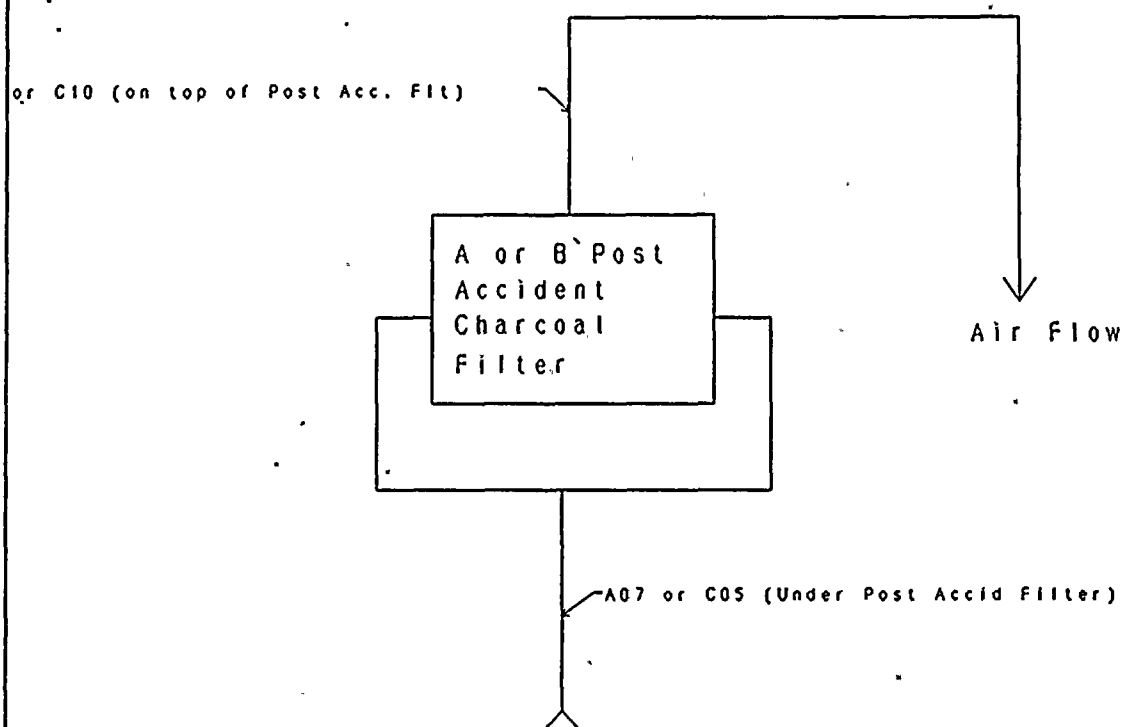 or C10 (on top of Post Acc. Flt)
A or B`Post
Accident
Charcoal
Filter
Air Flow
A07 or C05 (Under Post Accid Filter)